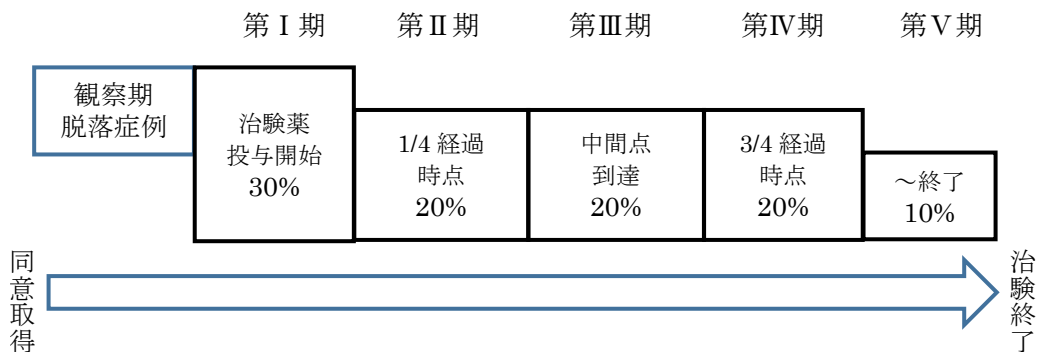 第Ⅰ期 第Ⅱ期 第Ⅲ期 第Ⅳ期 第Ⅴ期
観察期
脱落症例
治験薬
投与開始
30%
1/4 経過
時点
20%
中間点
到達
20%
3/4 経過
時点
20%
～終了
10%
同意取得
治験終了